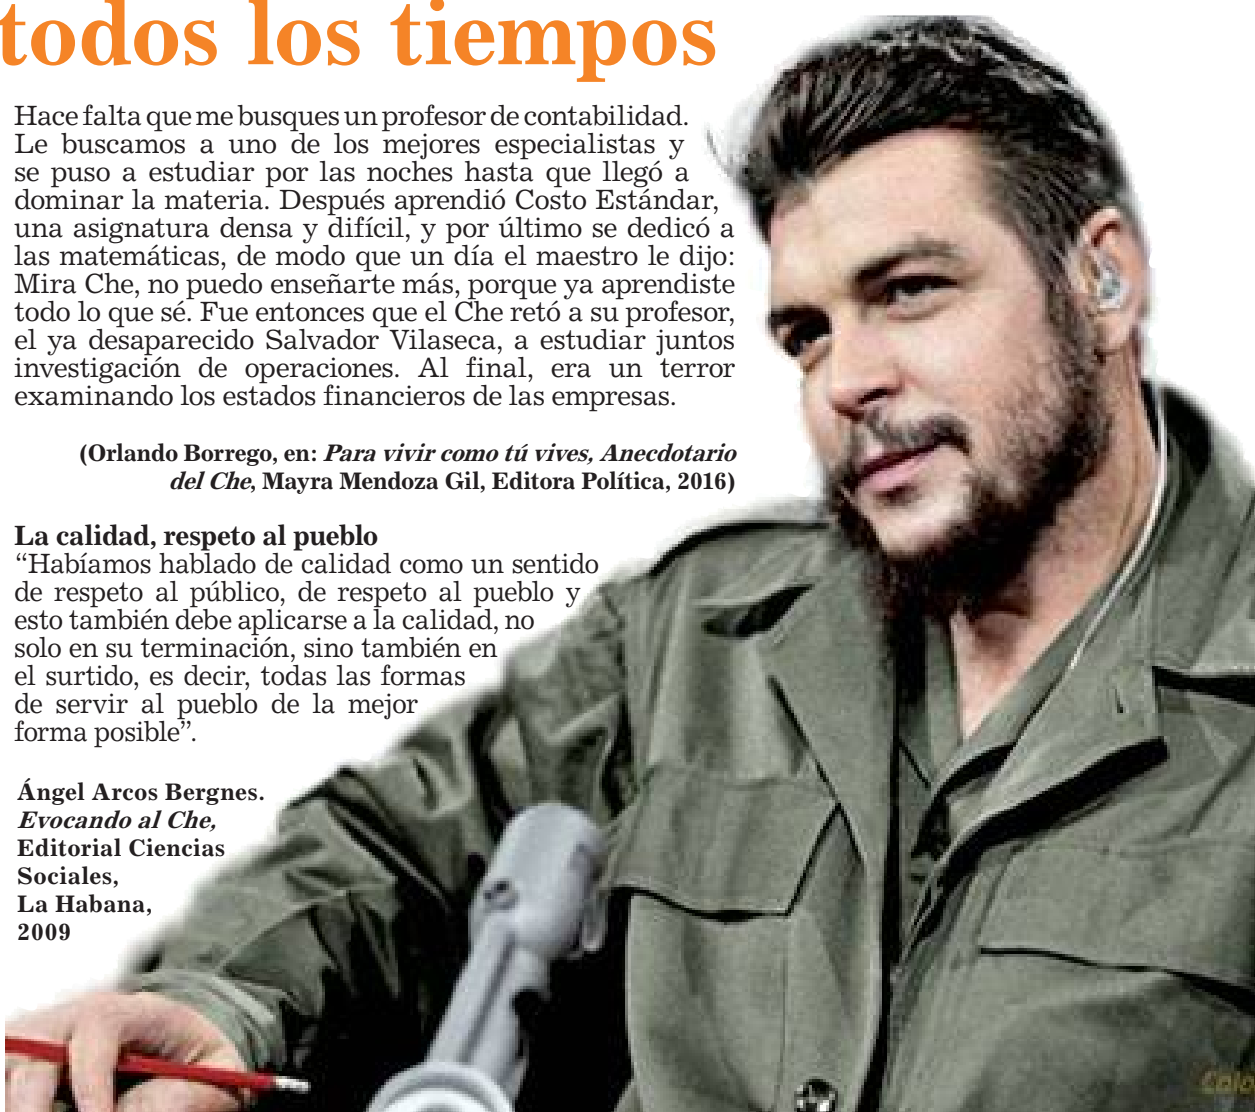 todos los tiempos
Hace falta que me busques un profesor de contabilidad.
Le buscamos a uno de los mejores especialistas y
se puso a estudiar por las noches hasta que llegó a
dominar la materia. Después aprendió Costo Estándar,
una asignatura densa y difícil, y por último se dedicó a
las matemáticas, de modo que un día el maestro le dijo:
Mira Che, no puedo enseñarte más, porque ya aprendiste
todo lo que sé. Fue entonces que el Che retó a su profesor,
el ya desaparecido Salvador Vilaseca, a estudiar juntos
investigación de operaciones. Al final, era un terror
examinando los estados financieros de las empresas.
(Orlando Borrego, en: Para vivir como tú vives, Anecdotario
del Che, Mayra Mendoza Gil, Editora Política, 2016)
La calidad, respeto al pueblo
“Habíamos hablado de calidad como un sentido
de respeto al público, de respeto al pueblo y
esto también debe aplicarse a la calidad, no
solo en su terminación, sino también en
el surtido, es decir, todas las formas
de servir al pueblo de la mejor
forma posible”.
Ángel Arcos Bergnes.
Evocando al Che,
Editorial Ciencias
Sociales,
La Habana,
2009